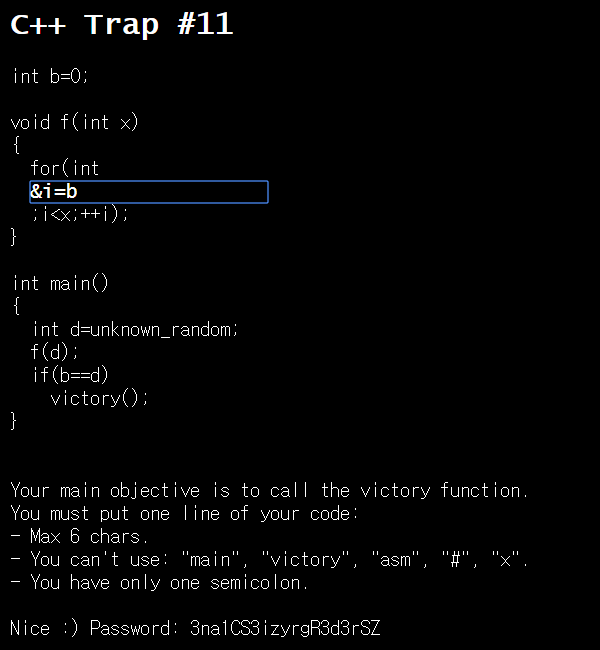 C++ Trap #11
int b=0;
void f(int x)
{
for(int
&i=b
;i<x;++i);
}
int main()
{
int d=unknown_random;
f(d);
if(b==d)
victory();
}
Your main objective is to call the victory function.
You must put one line of your code:
- Max 6 chars.
- You can't use: "main", "victory", "asm", "#", "x".
- You have only one semicolon.
Nice :) Password: 3na1CS3izyrgR3d3rSZ